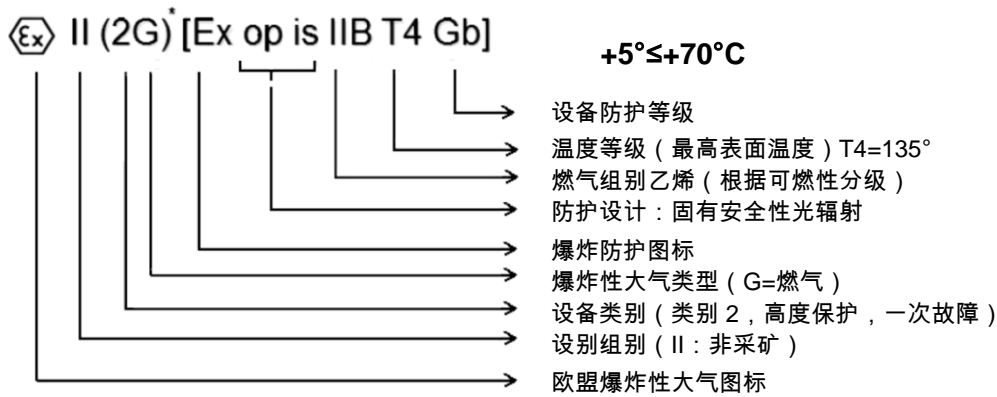 Ex II (2G)* [Ex op is IIB T4 Gb]
+5°≤+70°C
设备防护等级
温度等级（最高表面温度）T4=135°
燃气组别乙烯（根据可燃性分级）
防护设计：固有安全性光辐射
爆炸防护图标
爆炸性大气类型（G=燃气）
设备类别（类别 2，高度保护，一次故障）
设别组别（II：非采矿）
欧盟爆炸性大气图标